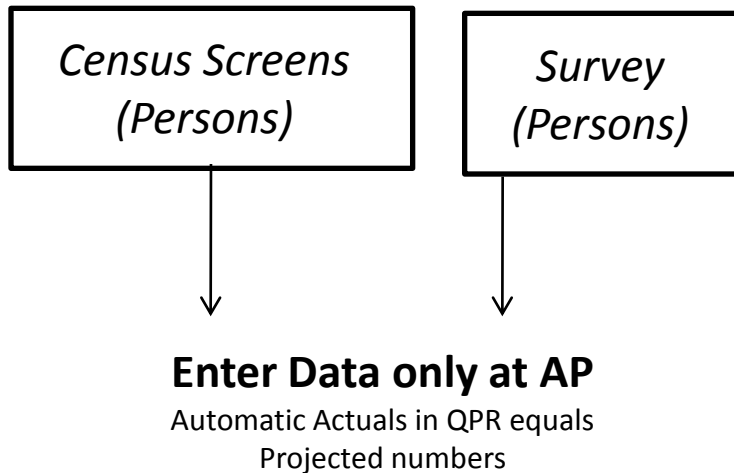 Census Screens
(Persons)
Survey
(Persons)
Enter Data only at AP
Automatic Actuals in QPR equals
Projected numbers